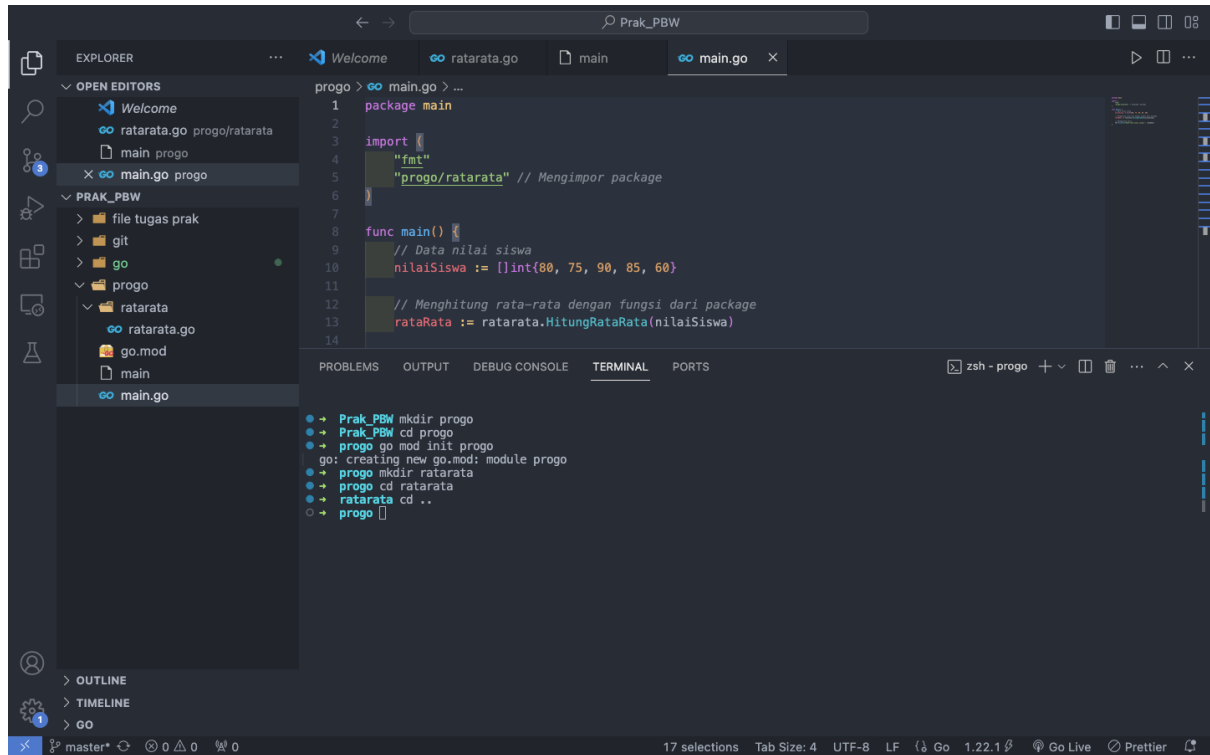 Prak_PBW
EXPLORER
Welcome
ratarata.go
main
main.go
OPEN EDITORS
Welcome
ratarata.go progo/ratarata
main progo
main.go progo
PRAK_PBW
file tugas prak
git
go
progo
ratarata
ratarata.go
go.mod
main
main.go
progo > main.go > ...
1 package main
2
3 import (
4 "fmt"
5 "progo/ratarata" // Mengimpor package
6 )
7
8 func main() {
9 // Data nilai siswa
10 nilaiSiswa := []int{80, 75, 90, 85, 60}
11
12 // Menghitung rata-rata dengan fungsi dari package
13 rataRata := ratarata.HitungRataRata(nilaiSiswa)
14
PROBLEMS OUTPUT DEBUG CONSOLE TERMINAL PORTS
zsh - progo
→ Prak_PBW mkdir progo
→ Prak_PBW cd progo
→ progo go mod init progo
go: creating new go.mod: module progo
→ progo mkdir ratarata
→ progo cd ratarata
→ ratarata cd ..
→ progo
3
1
OUTLINE
TIMELINE
GO
master* 0 0 0
17 selections Tab Size: 4 UTF-8 LF Go 1.22.1 Go Live Prettier